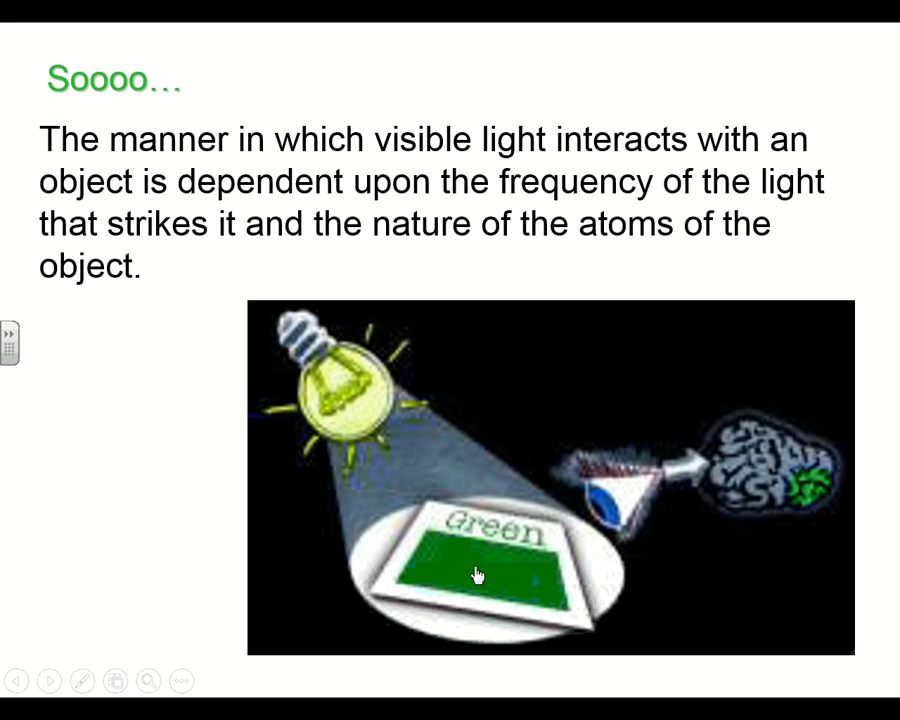 Soooo...
The manner in which visible light interacts with an
object is dependent upon the frequency of the light
that strikes it and the nature of the atoms of the
object.
Green